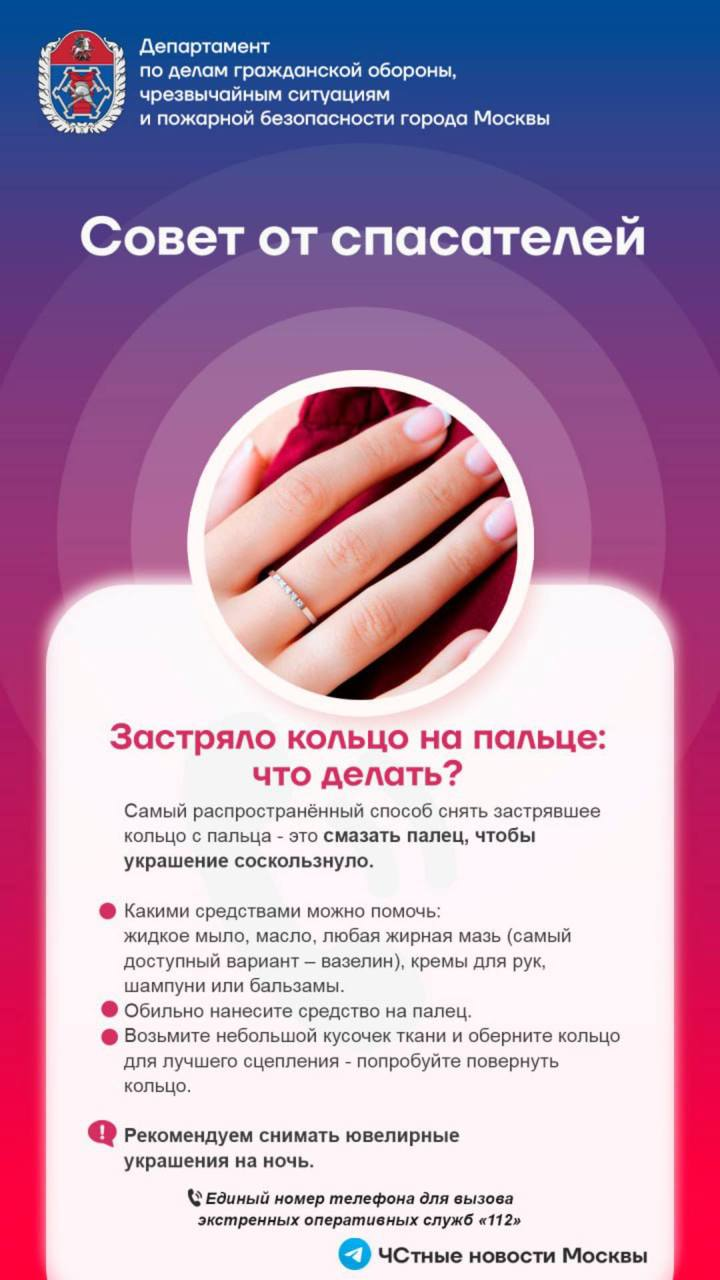 Департамент
по делам гражданской обороны,
чрезвычайным ситуациям
и пожарной безопасности города Москвы
Совет от спасателей
Застряло кольцо на пальце:
что делать?
Самый распространённый способ снять застрявшее
кольцо с пальца - это смазать палец, чтобы
украшение соскользнуло.
Какими средствами можно помочь:
жидкое мыло, масло, любая жирная мазь (самый
доступный вариант – вазелин), кремы для рук,
шампуни или бальзамы.
Обильно нанесите средство на палец.
Возьмите небольшой кусочек ткани и оберните кольцо
для лучшего сцепления - попробуйте повернуть
кольцо.
Рекомендуем снимать ювелирные
украшения на ночь.
Единый номер телефона для вызова
экстренных оперативных служб «112»
ЧСтные новости Москвы